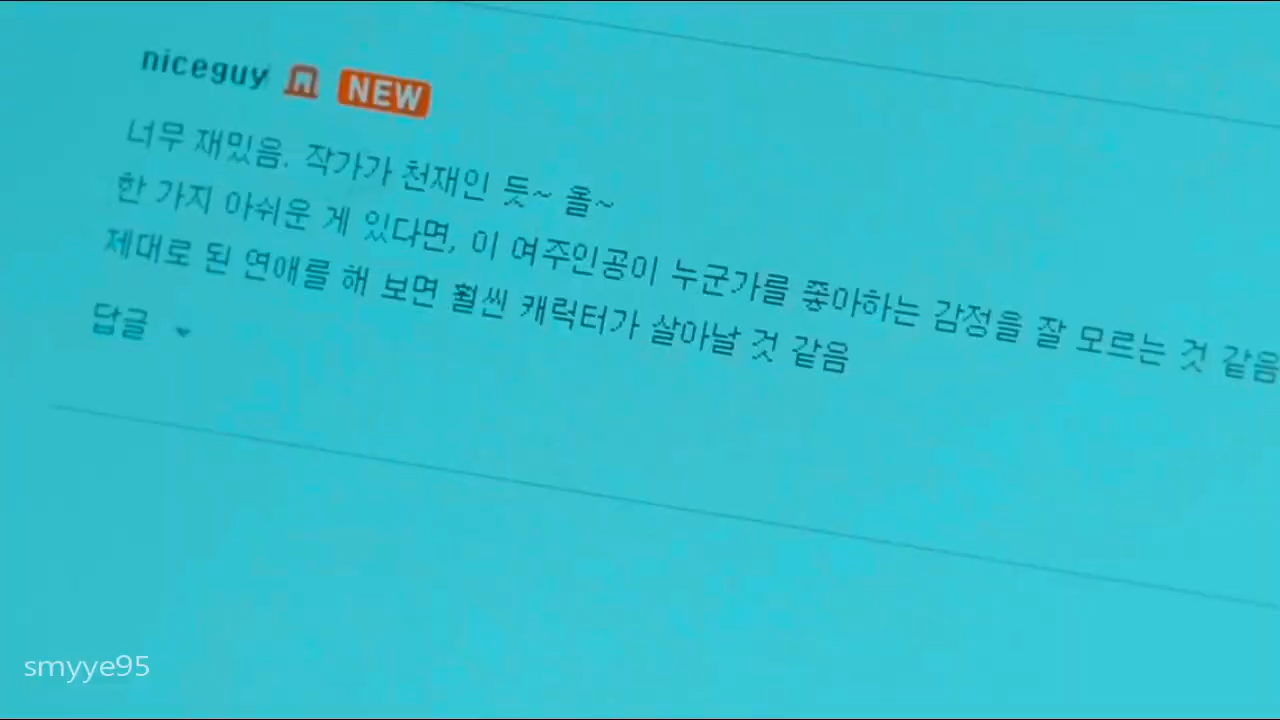 niceguy NEW
너무 재밌음. 작가가 천재인 듯~ 올~
한 가지 아쉬운 게 있다면, 이 여주인공이 누군가를 좋아하는 감정을 잘 모르는 것 같음
제대로 된 연애를 해 보면 훨씬 캐릭터가 살아날 것 같음
답글
smyye95